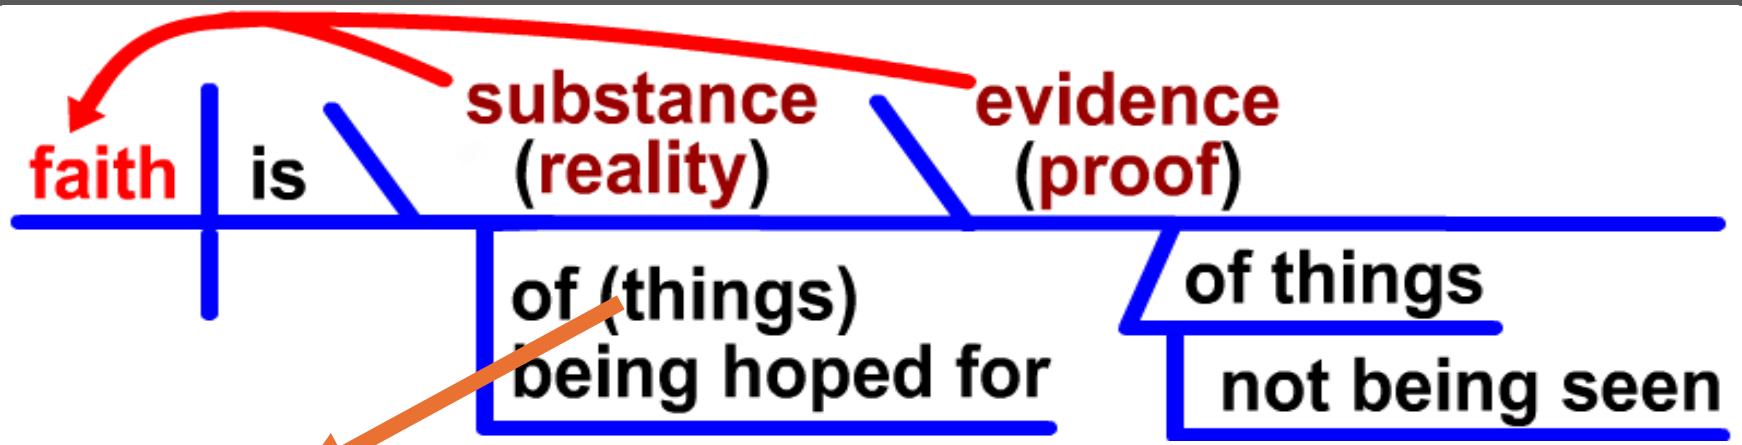 faith is substance evidence
(reality) (proof)
of (things) of things
being hoped for not being seen